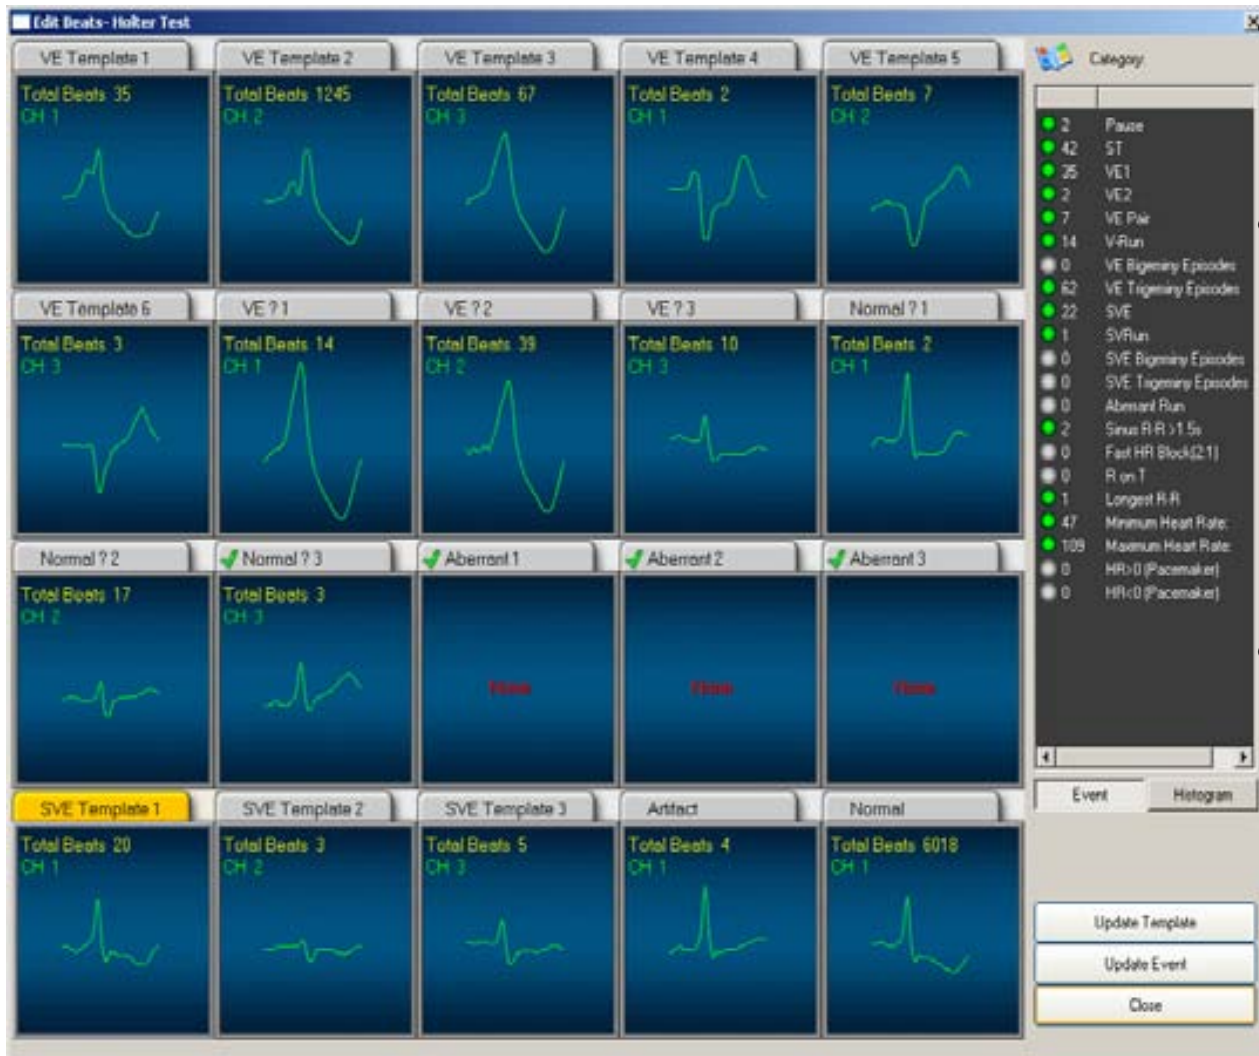 Edit Beats- Holter Test
VE Template 1
VE Template 2
VE Template 3
VE Template 4
VE Template 5
Total Beats 35
CH 1
Total Beats 1245
CH 2
Total Beats 67
CH 3
Total Beats 2
CH 1
Total Beats 7
CH 2
VE Template 6
VE ? 1
VE ? 2
VE ? 3
Normal ? 1
Total Beats 3
CH 3
Total Beats 14
CH 1
Total Beats 39
CH 2
Total Beats 10
CH 3
Total Beats 2
CH 1
Normal ? 2
Normal ? 3
Aberrant 1
Aberrant 2
Aberrant 3
Total Beats 17
CH 2
Total Beats 3
CH 3
SVE Template 1
SVE Template 2
SVE Template 3
Artifact
Normal
Total Beats 20
CH 1
Total Beats 3
CH 2
Total Beats 5
CH 3
Total Beats 4
CH 1
Total Beats 6018
CH 1
Category:
2 Pause
42 ST
35 VE1
2 VE2
7 VE Pair
14 V-Run
0 VE Bigeminy Episodes
62 VE Trigeminy Episodes
22 SVE
1 SVRun
0 SVE Bigeminy Episodes
0 SVE Trigeminy Episodes
0 Aberrant Run
2 Sinus R-R >1.5s
0 Fast HR Block(2:1)
0 R on T
1 Longest R-R
47 Minimum Heart Rate:
109 Maximum Heart Rate:
0 HR>0 (Pacemaker)
0 HR<0 (Pacemaker)
Event
Histogram
Update Template
Update Event
Close